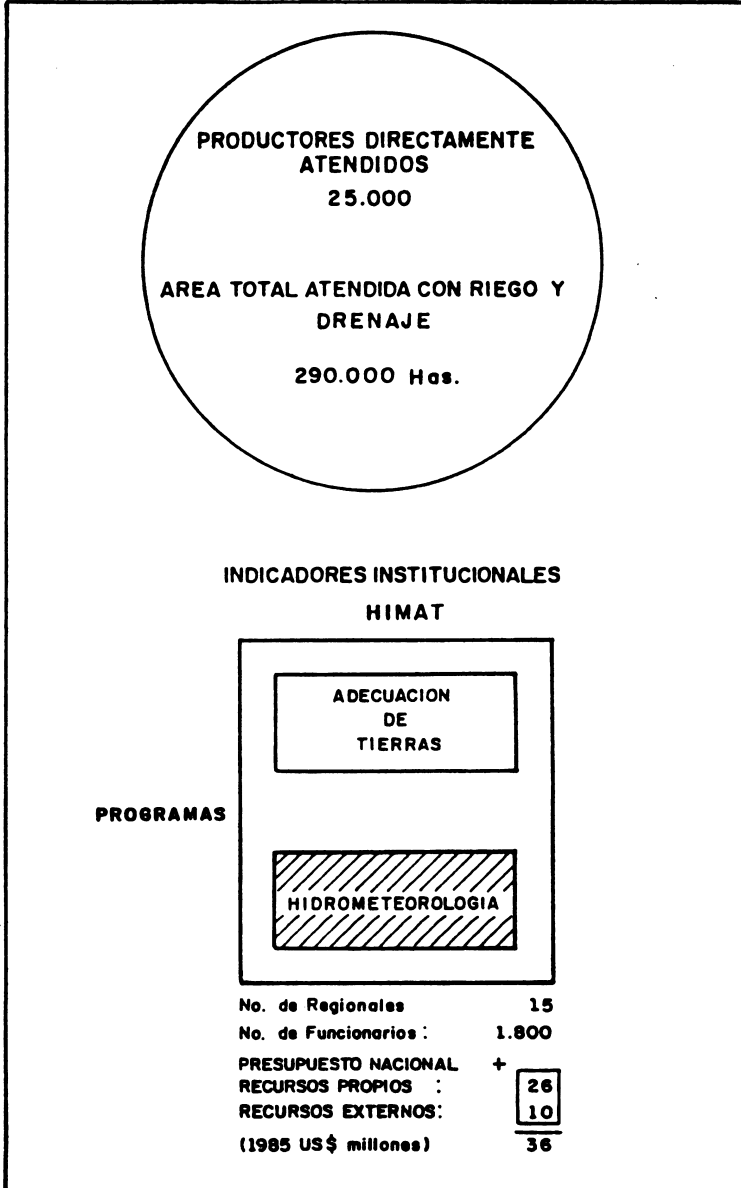 PRODUCTORES DIRECTAMENTE
ATENDIDOS
25.000
AREA TOTAL ATENDIDA CON RIEGO Y
DRENAJE
290.000 Has.
INDICADORES INSTITUCIONALES
HIMAT
ADECUACION
DE
TIERRAS
PROGRAMAS
HIDROMETEOROLOGIA
No. de Regionales 15
No. de Funcionarios: 1.800
PRESUPUESTO NACIONAL +
RECURSOS PROPIOS : 26
RECURSOS EXTERNOS: 10
(1985 US$ millones) 36